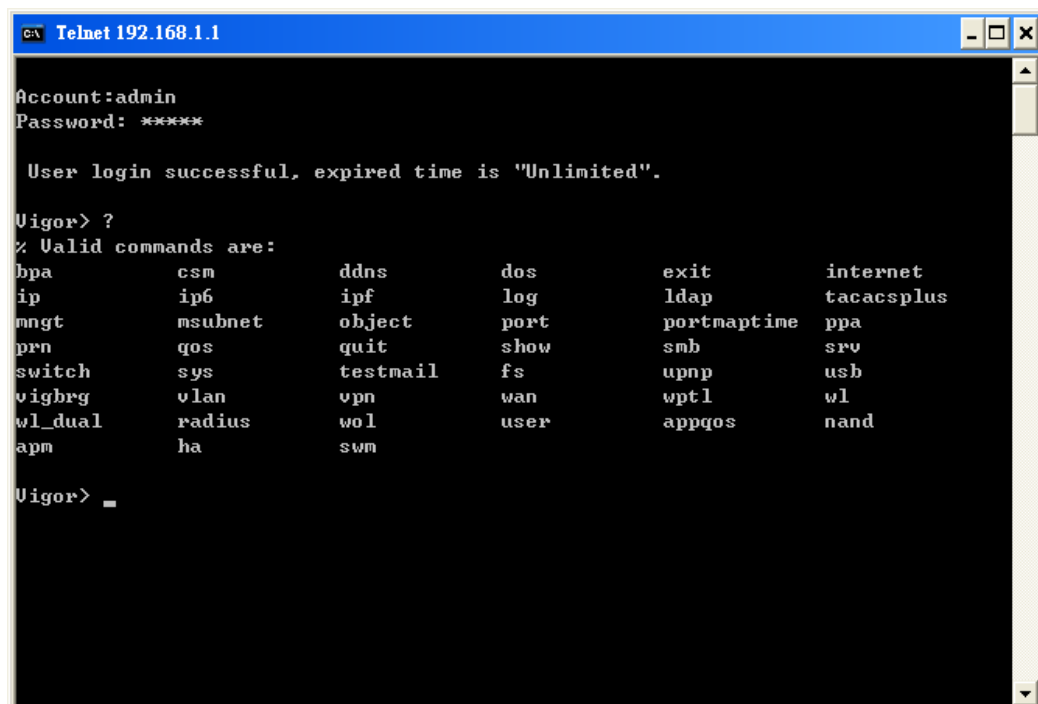 Telnet 192.168.1.1
Account:admin
Password: *****
User login successful, expired time is "Unlimited".
Vigor> ?
% Valid commands are:
bpa csm ddns dos exit internet
ip ip6 ipf log ldap tacacsplus
mngt msubnet object port portmaptime ppa
prn qos quit show smb srv
switch sys testmail fs upnp usb
vigbrg vlan vpn wan wptl wl
wl_dual radius wol user appqos nand
apm ha swm
Vigor> _